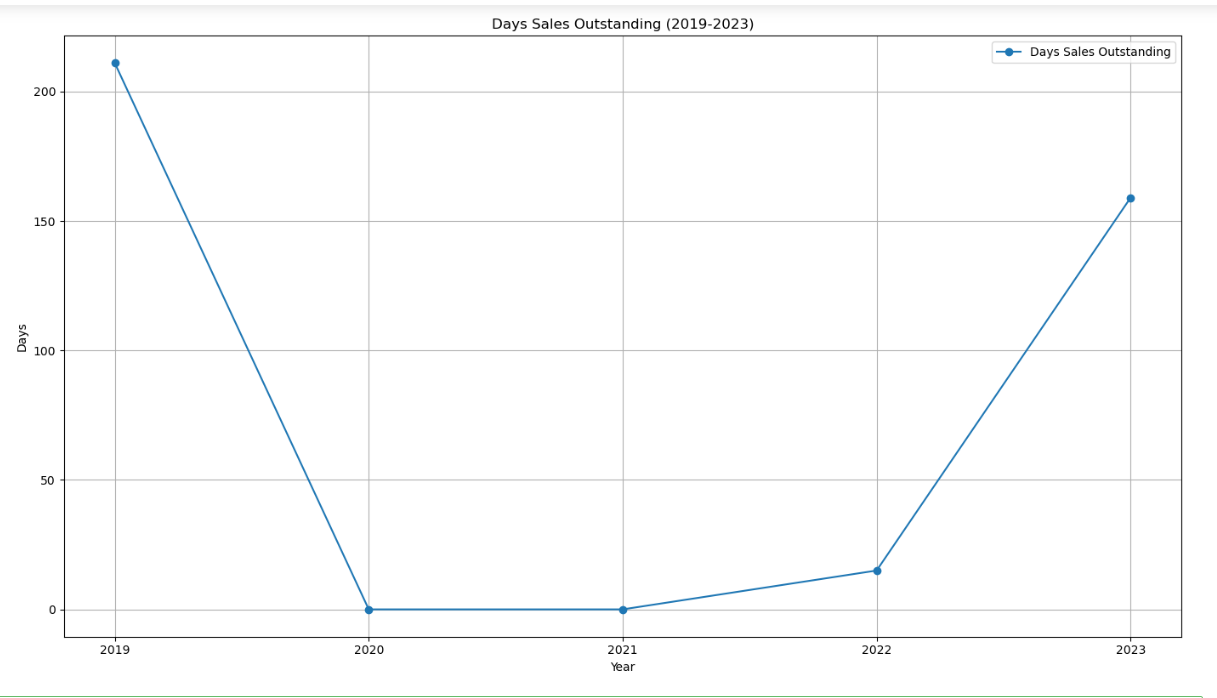 Days Sales Outstanding (2019-2023)
Days Sales Outstanding
200
150
100
50
0
Days
2019 2020 2021 2022 2023
Year